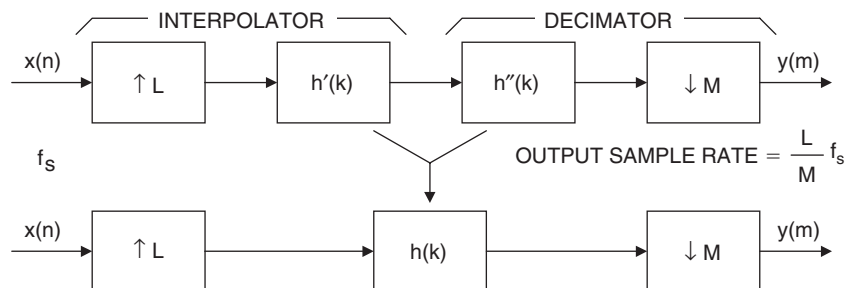 INTERPOLATOR DECIMATOR
x(n) ↑ L h′(k) h″(k) ↓ M y(m)
f_s OUTPUT SAMPLE RATE = L/M f_s
x(n) ↑ L h(k) ↓ M y(m)